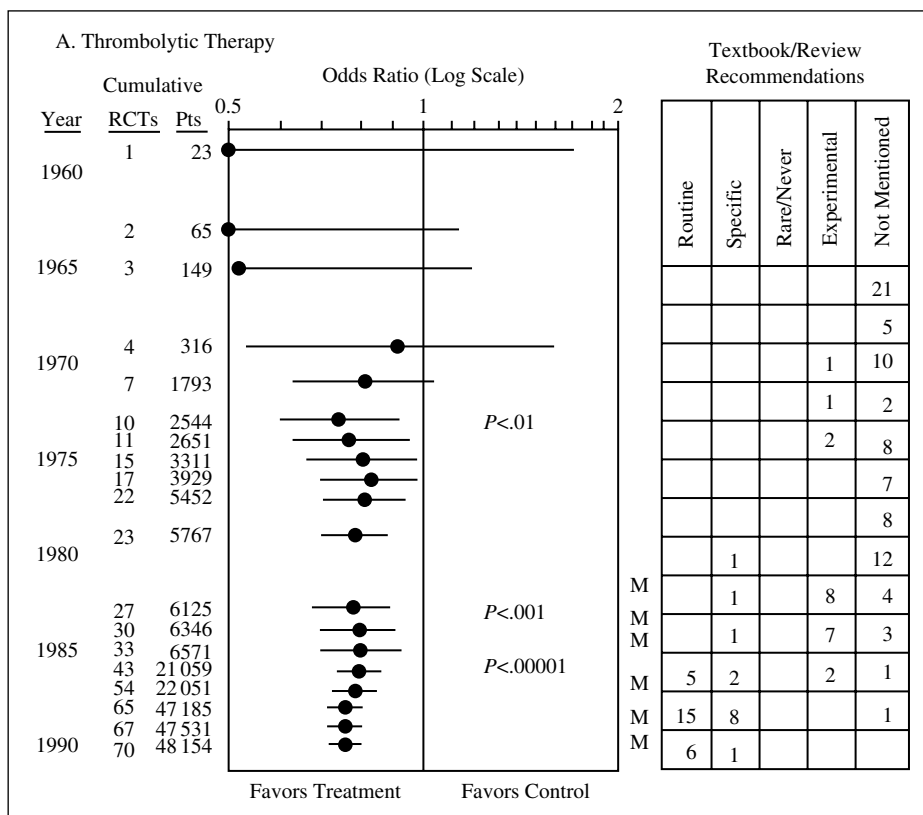 A. Thrombolytic Therapy
Textbook/Review
Recommendations
Cumulative
Odds Ratio (Log Scale)
Year RCTs Pts
0.5 1 2
Routine Specific Rare/Never Experimental Not Mentioned
1 23
1960
2 65
1965 3 149
21
5
4 316
1970
1 10
7 1793
1 2
10 2544 P<.01
11 2651
2 8
1975 15 3311
17 3929
7
22 5452
8
23 5767
1980
1 12
M
1 8 4
27 6125 P<.001
M
30 6346
M
1 7 3
1985 33 6571
43 21 059 P<.00001
5 2 2 1
54 22 051 M
65 47 185
M 15 8 1
67 47 531
1990 70 48 154 M
6 1
Favors Treatment Favors Control